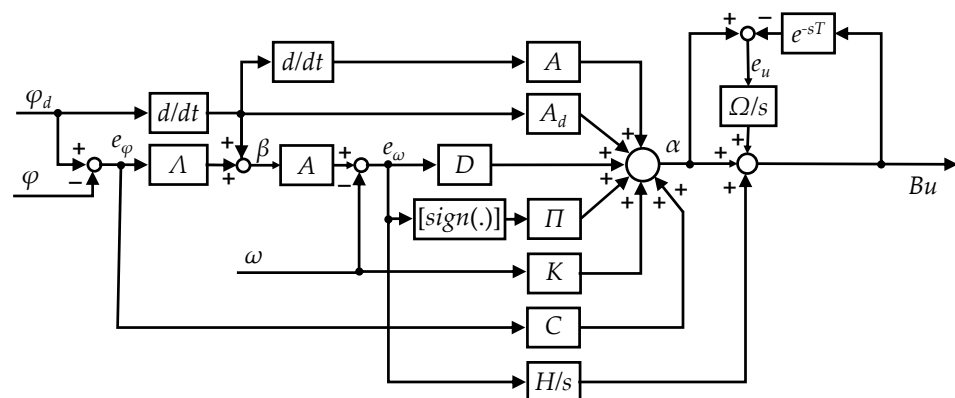 + − e^{-sT}
d/dt A e_u
φ_d d/dt A_d Ω/s
+ e_φ Λ + β A + e_ω D + + α + +
− + − + + + Bu
φ [sign(.)] Π + + + +
ω K
C
H/s